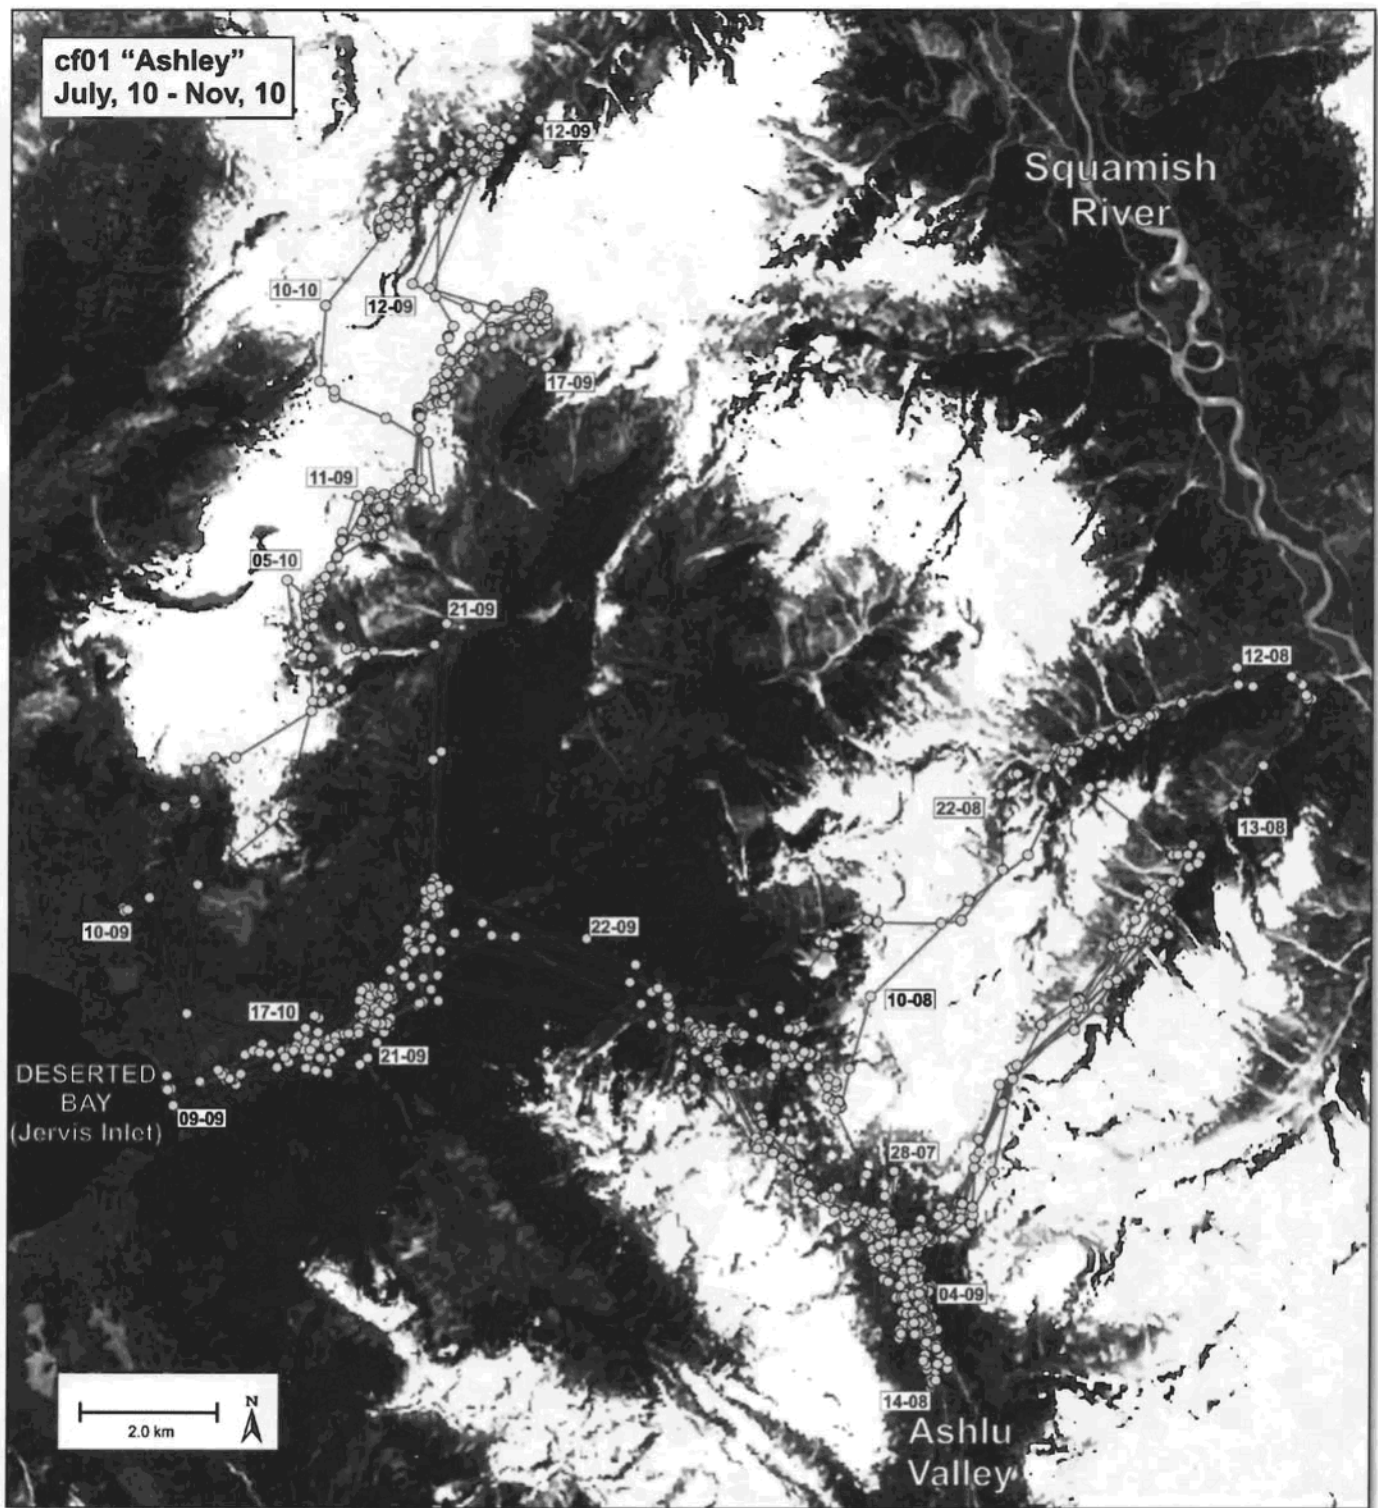 cf01 “Ashley”
July, 10 - Nov, 10
12-09
Squamish
River
10-10
12-09
17-09
11-09
05-10
21-09
12-08
22-08
13-08
10-09
22-09
10-08
17-10
21-09
DESERTED
BAY
(Jervis Inlet)
09-09
28-07
04-09
14-08
Ashlu
Valley
N
2.0 km